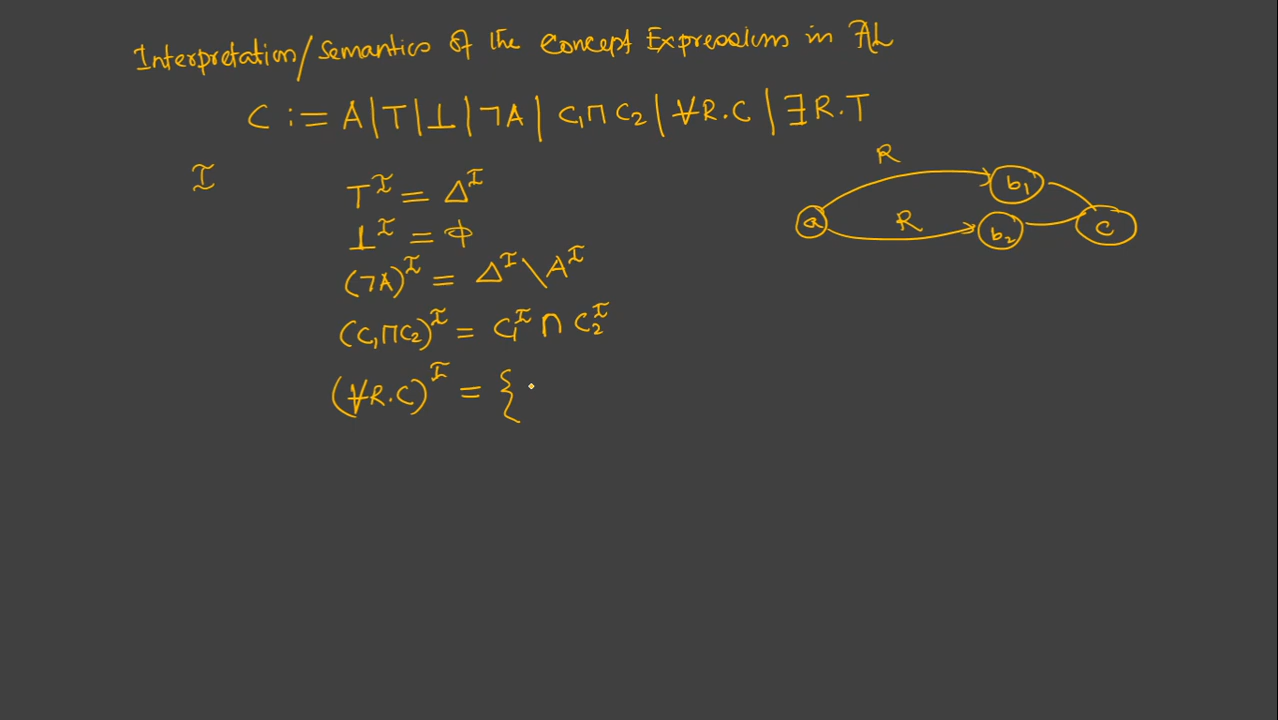 Interpretation/Semantics of the Concept Expressions in AL
C := A|T|⊥|¬A| C₁⊓C₂|∀R.C|∃R.T
I
T^I = Δ^I
⊥^I = Φ
(¬A)^I = Δ^I\A^I
(C₁⊓C₂)^I = C₁^I ∩ C₂^I
(∀R.C)^I = {
R
a
R
b₁
b₂
C